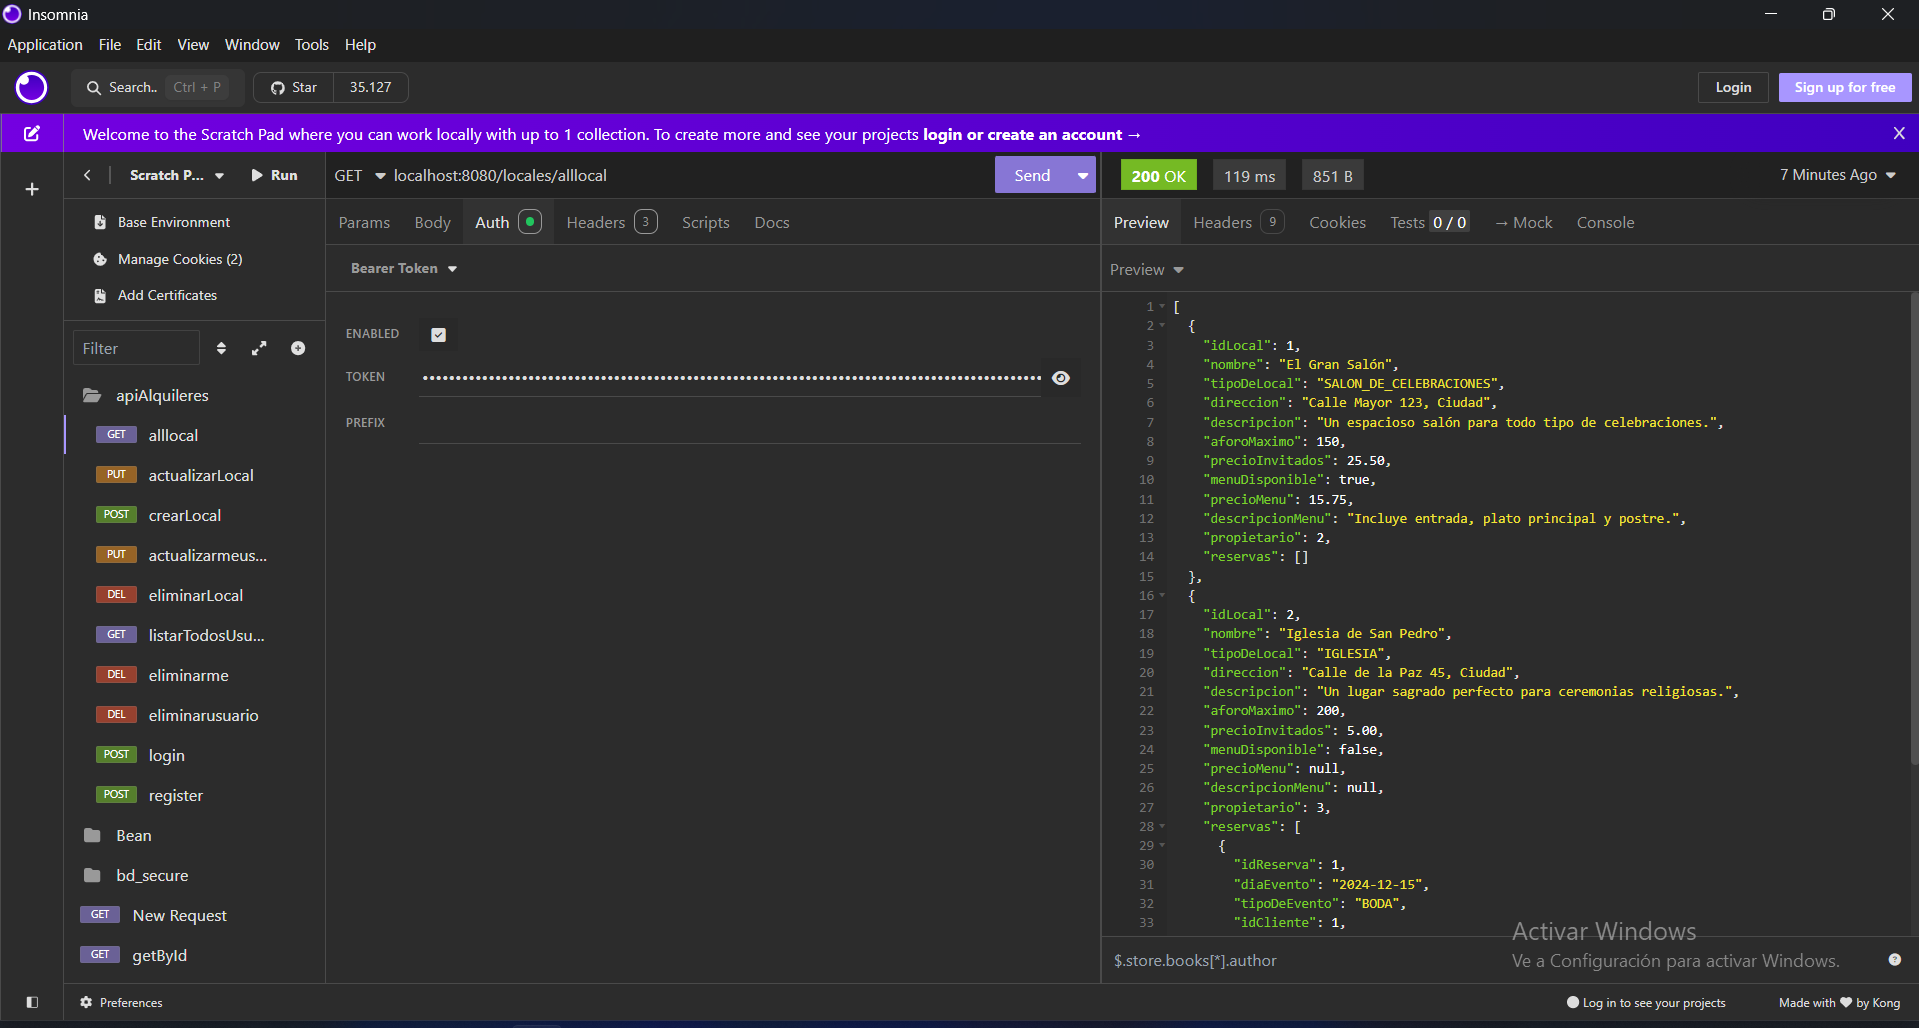 Insomnia
Application File Edit View Window Tools Help
Search.. Ctrl + P Star 35.127 Login Sign up for free
Welcome to the Scratch Pad where you can work locally with up to 1 collection. To create more and see your projects login or create an account → X
Scratch P... Run
Base Environment
Manage Cookies (2)
Add Certificates
Filter
apiAlquileres
GET alllocal
PUT actualizarLocal
POST crearLocal
PUT actualizarmeus...
DEL eliminarLocal
GET listarTodosUsu...
DEL eliminarme
DEL eliminarusuario
POST login
POST register
Bean
bd_secure
GET New Request
GET getById
GET localhost:8080/locales/alllocal Send
Params Body Auth Headers 3 Scripts Docs
Bearer Token
ENABLED
TOKEN ••••••••••••••••••••••••••••••••••••••••••••••••••••••••••••••••••••••••••••••••••••••••
PREFIX
200 OK 119 ms 851 B 7 Minutes Ago
Preview Headers 9 Cookies Tests 0 / 0 → Mock Console
Preview
1 [
2 {
3 "idLocal": 1,
4 "nombre": "El Gran Salón",
5 "tipoDeLocal": "SALON_DE_CELEBRACIONES",
6 "direccion": "Calle Mayor 123, Ciudad",
7 "descripcion": "Un espacioso salón para todo tipo de celebraciones.",
8 "aforoMaximo": 150,
9 "precioInvitados": 25.50,
10 "menuDisponible": true,
11 "precioMenu": 15.75,
12 "descripcionMenu": "Incluye entrada, plato principal y postre.",
13 "propietario": 2,
14 "reservas": []
15 },
16 {
17 "idLocal": 2,
18 "nombre": "Iglesia de San Pedro",
19 "tipoDeLocal": "IGLESIA",
20 "direccion": "Calle de la Paz 45, Ciudad",
21 "descripcion": "Un lugar sagrado perfecto para ceremonias religiosas.",
22 "aforoMaximo": 200,
23 "precioInvitados": 5.00,
24 "menuDisponible": false,
25 "precioMenu": null,
26 "descripcionMenu": null,
27 "propietario": 3,
28 "reservas": [
29 {
30 "idReserva": 1,
31 "diaEvento": "2024-12-15",
32 "tipoDeEvento": "BODA",
33 "idCliente": 1,
Activar Windows
Ve a Configuración para activar Windows.
$.store.books[*].author
Preferences Log in to see your projects Made with ♥ by Kong